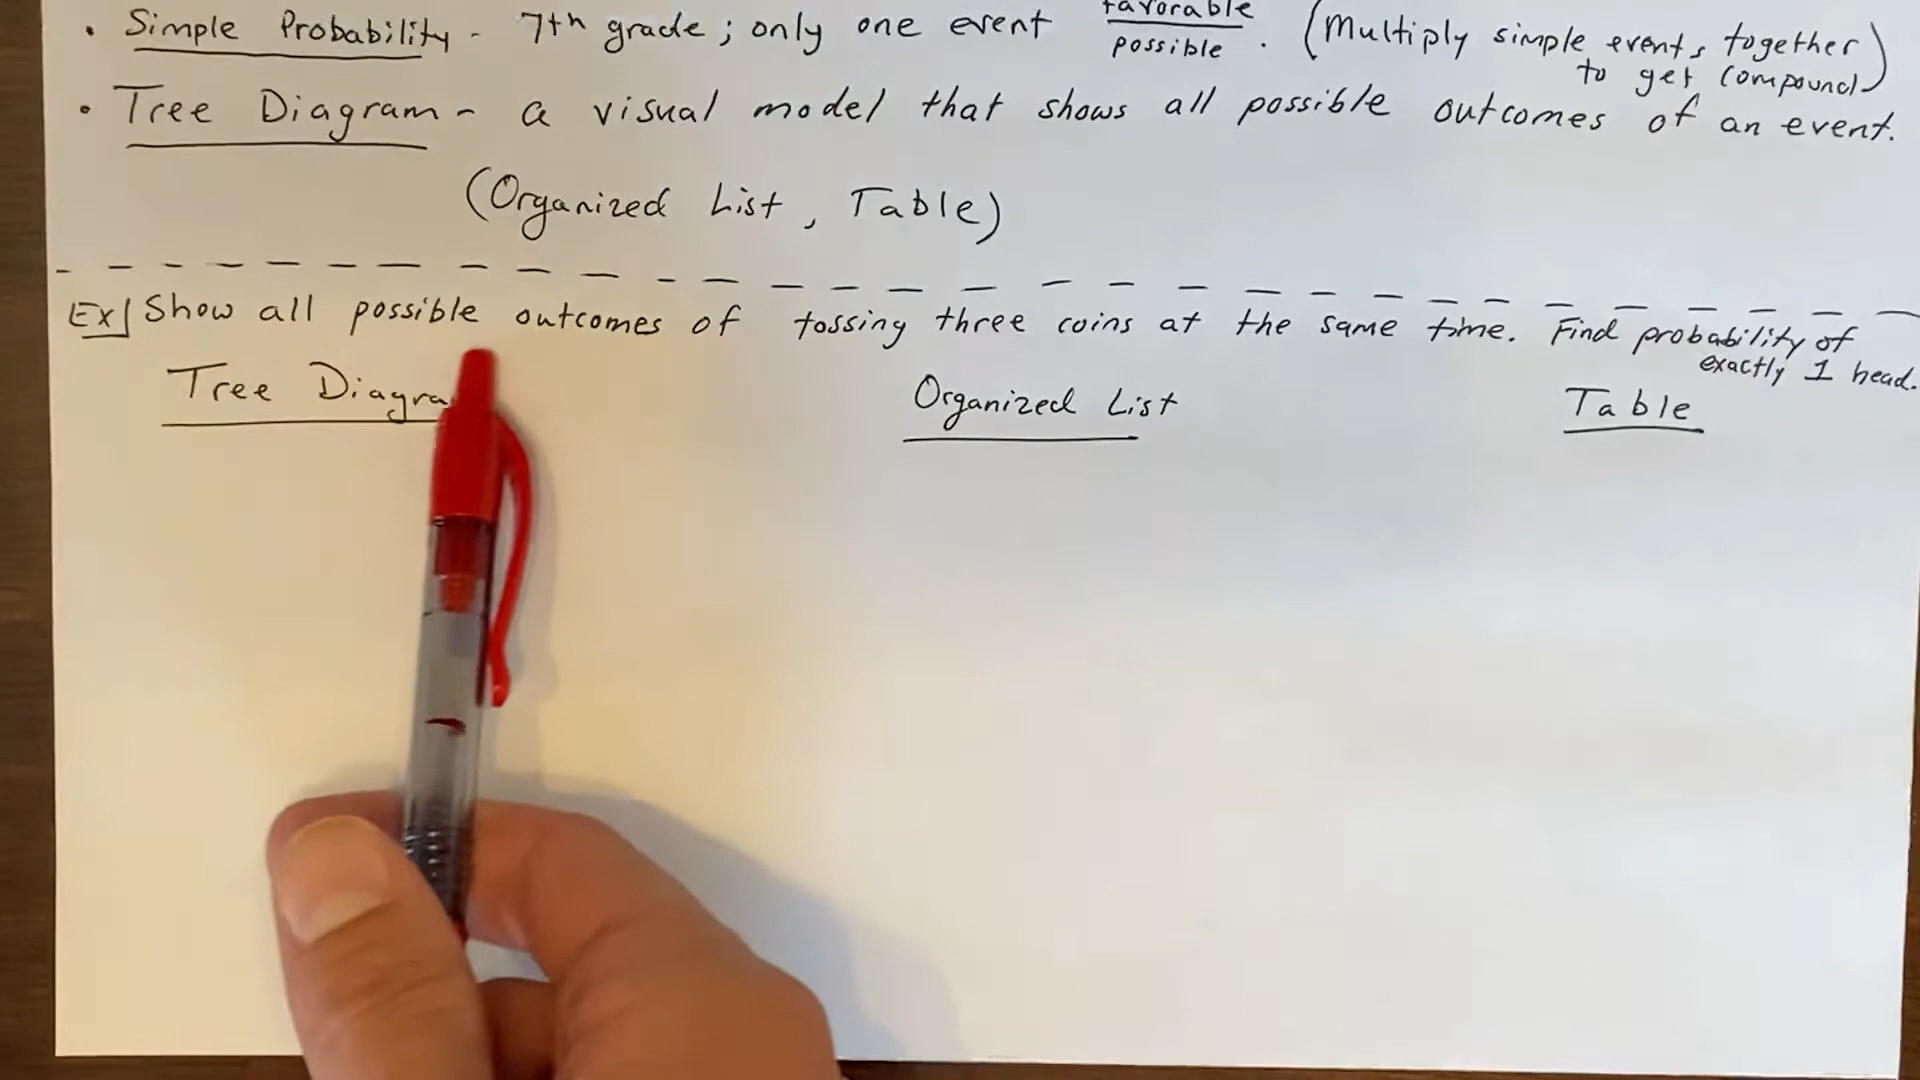 • Simple Probability - 7th grade; only one event favorable/possible. (Multiply simple events together
to get compound)
• Tree Diagram - a visual model that shows all possible outcomes of an event.
(Organized List, Table)
Ex| Show all possible outcomes of tossing three coins at the same time. Find probability of
exactly 1 head.
Tree Diagra
Organized List
Table